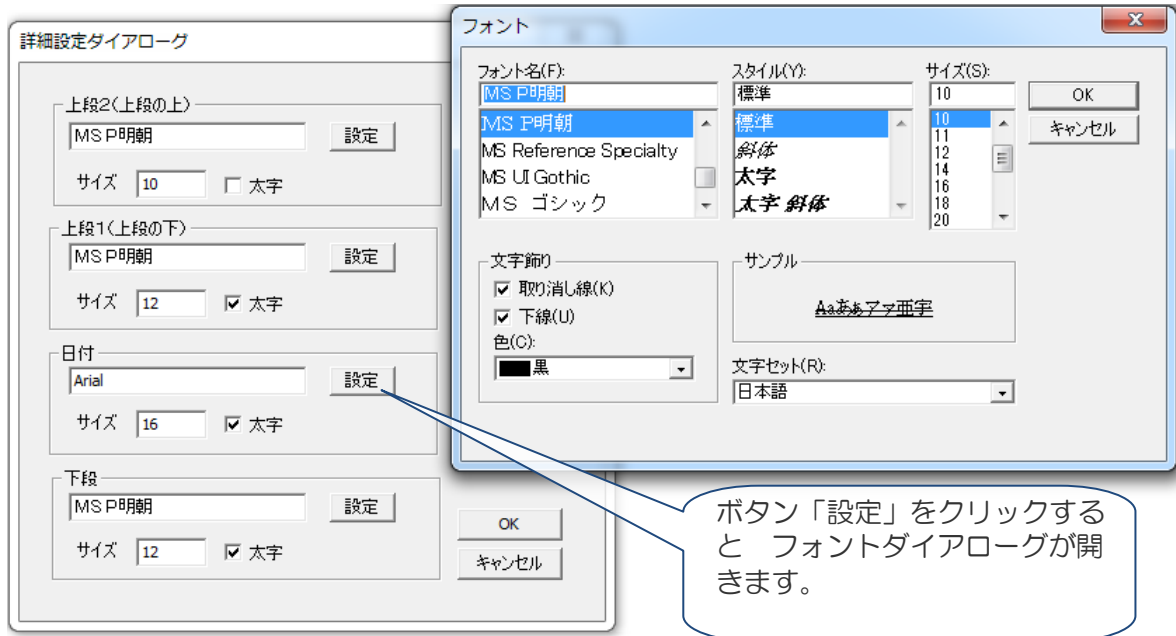 詳細設定ダイアローグ
上段2(上段の上)
MS P明朝
設定
サイズ 10 太字
上段1(上段の下)
MS P明朝
設定
サイズ 12 太字
日付
Arial
設定
サイズ 16 太字
下段
MS P明朝
設定
サイズ 12 太字
OK
キャンセル
フォント
フォント名(F):
MS P明朝
MS P明朝
MS Reference Specialty
MS UI Gothic
MS ゴシック
スタイル(Y):
標準
標準
斜体
太字
太字 斜体
サイズ(S):
10
10
11
12
14
16
18
20
OK
キャンセル
文字飾り
取り消し線(K)
下線(U)
色(C):
黒
サンプル
Aaあぁアァ亜宇
文字セット(R):
日本語
ボタン「設定」をクリックする
と　フォントダイアローグが開
きます。